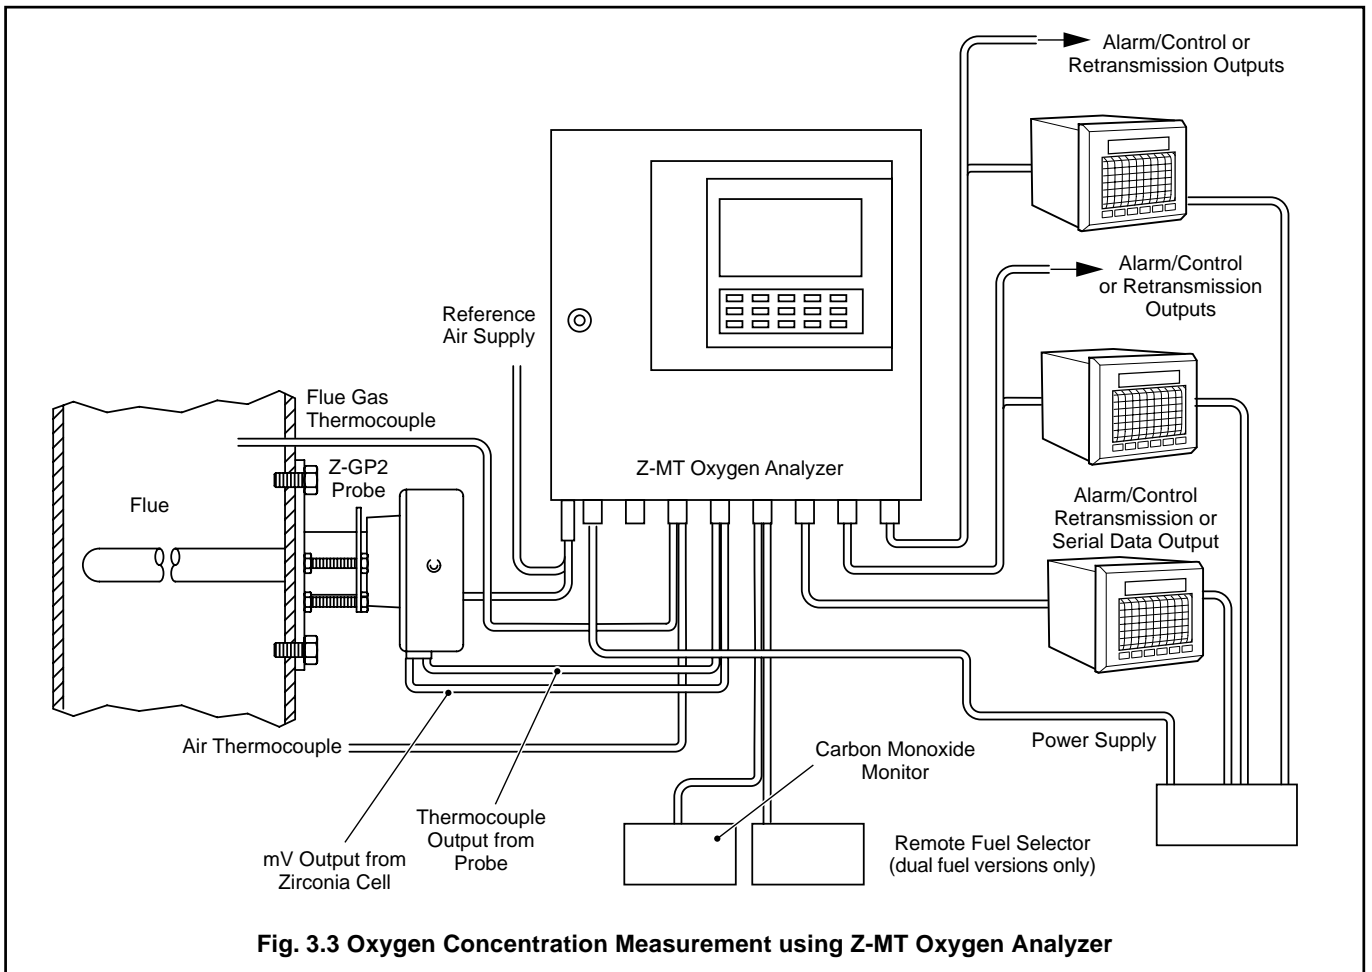 Alarm/Control or
Retransmission Outputs
Alarm/Control
or Retransmission
Outputs
Reference
Air Supply
Flue Gas
Thermocouple
Z-MT Oxygen Analyzer
Z-GP2
Probe
Flue
Alarm/Control
Retransmission or
Serial Data Output
Air Thermocouple
Power Supply
Carbon Monoxide
Monitor
Thermocouple
Output from
Probe
mV Output from
Zirconia Cell
Remote Fuel Selector
(dual fuel versions only)
Fig. 3.3 Oxygen Concentration Measurement using Z-MT Oxygen Analyzer